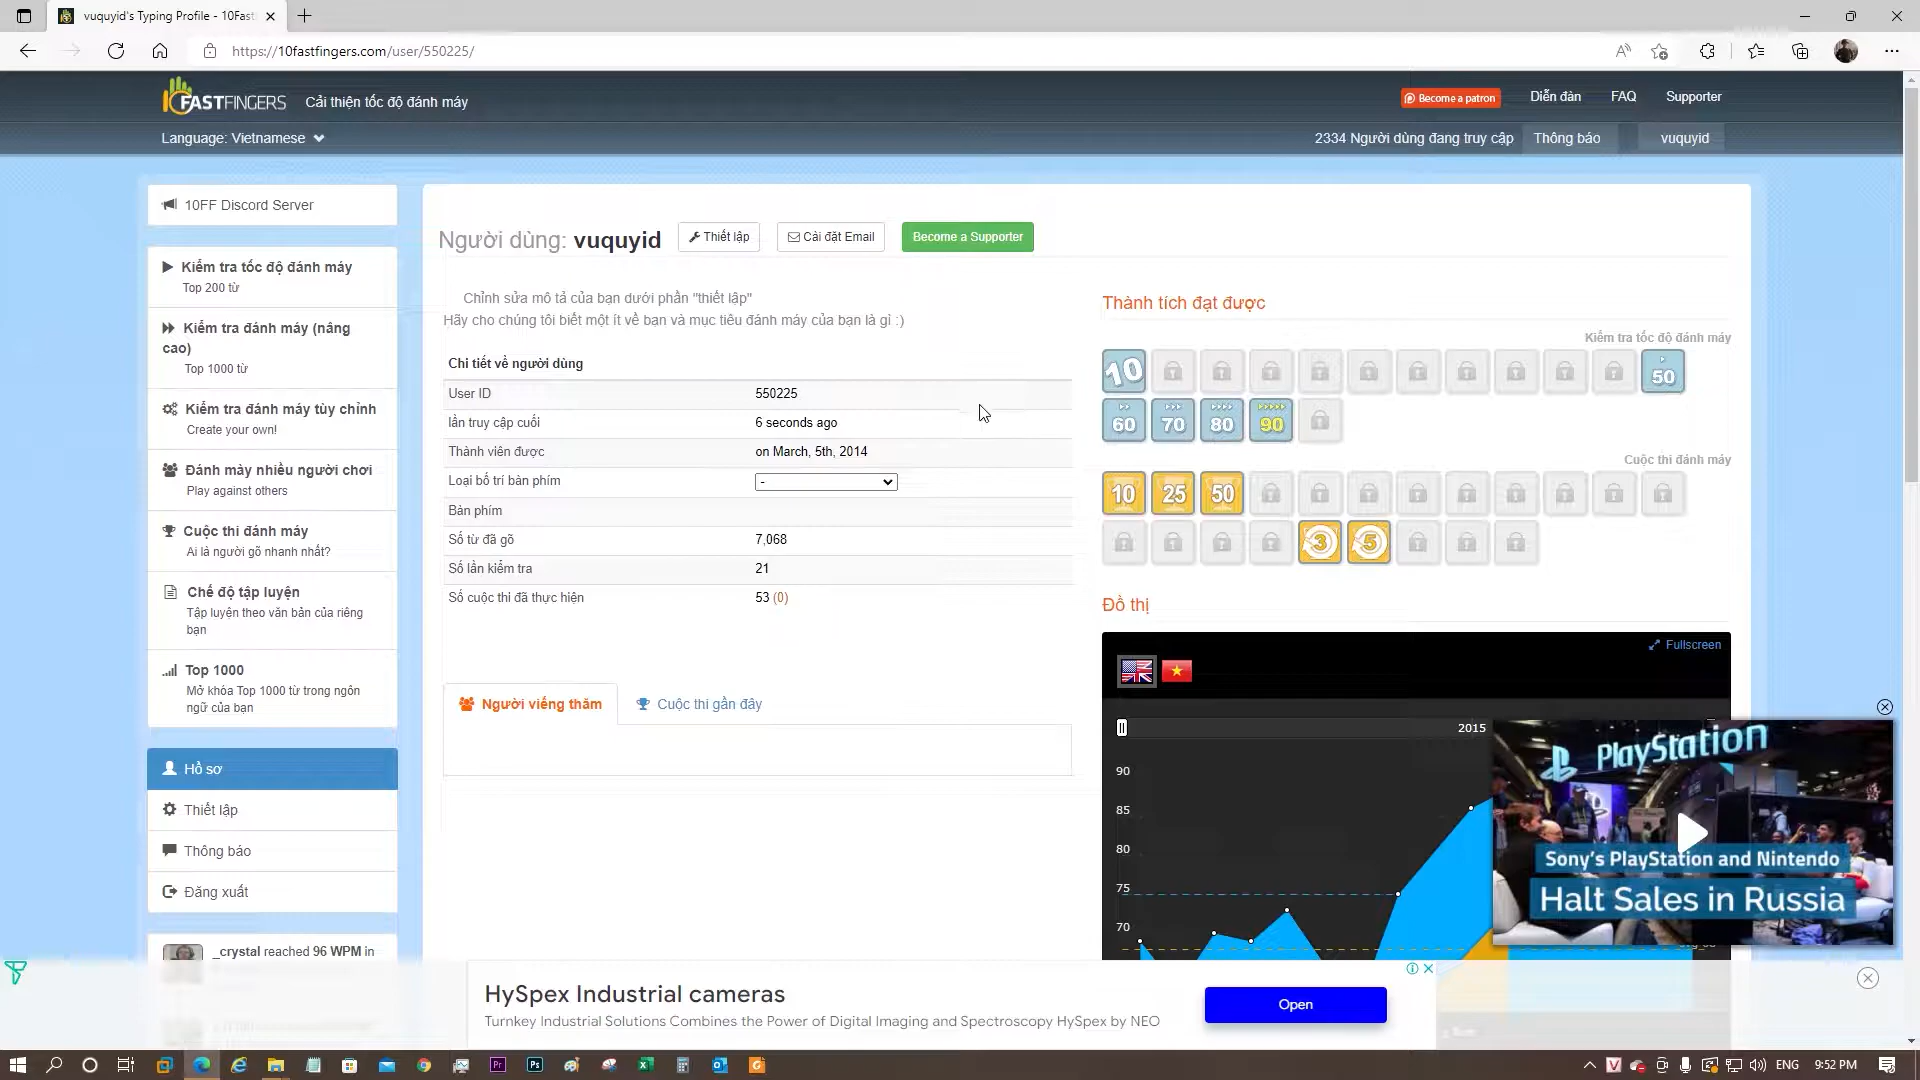 vuquyid's Typing Profile - 10Fast
https://10fastfingers.com/user/550225/
FASTFINGERS
Cải thiện tốc độ đánh máy
Become a patron
Diễn đàn
FAQ
Supporter
Language: Vietnamese
2334 Người dùng đang truy cập
Thông báo
vuquyid
10FF Discord Server
Kiểm tra tốc độ đánh máy
Top 200 từ
Kiểm tra đánh máy (nâng
cao)
Top 1000 từ
Kiểm tra đánh máy tùy chỉnh
Create your own!
Đánh mày nhiều người chơi
Play against others
Cuộc thi đánh máy
Ai là người gõ nhanh nhất?
Chế độ tập luyện
Tập luyện theo văn bản của riêng
bạn
Top 1000
Mở khóa Top 1000 từ trong ngôn
ngữ của bạn
Hồ sơ
Thiết lập
Thông báo
Đăng xuất
_crystal reached 96 WPM in
Người dùng: vuquyid
Thiết lập
Cài đặt Email
Become a Supporter
Chỉnh sửa mô tả của bạn dưới phần "thiết lập"
Hãy cho chúng tôi biết một ít về bạn và mục tiêu đánh máy của bạn là gì :)
Chi tiết về người dùng
User ID 550225
lần truy cập cuối 6 seconds ago
Thành viên được on March, 5th, 2014
Loại bố trí bàn phím -
Bàn phím
Số từ đã gõ 7,068
Số lần kiểm tra 21
Số cuộc thi đã thực hiện 53 (0)
Người viếng thăm
Cuộc thi gần đây
Thành tích đạt được
Kiểm tra tốc độ đánh máy
10 50
60 70 80 90
Cuộc thi đánh máy
10 25 50
3 5
Đồ thị
Fullscreen
2015
90
85
80
75
70
PlayStation
Sony's PlayStation and Nintendo
Halt Sales in Russia
HySpex Industrial cameras
Turnkey Industrial Solutions Combines the Power of Digital Imaging and Spectroscopy HySpex by NEO
Open
ENG
9:52 PM